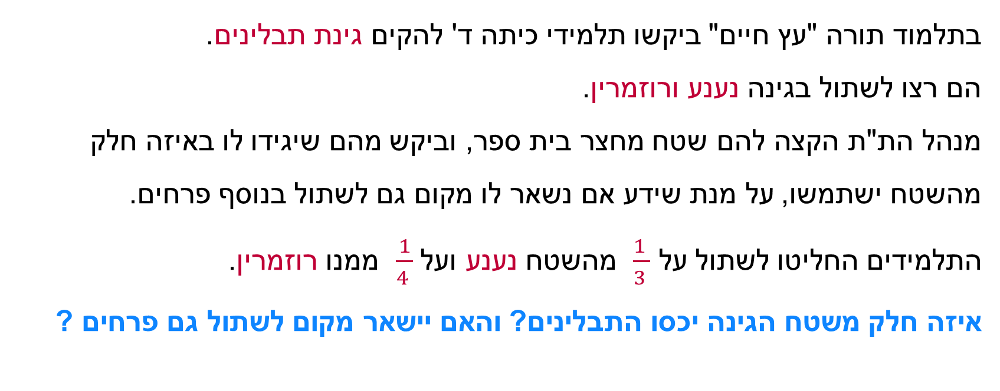 בתלמוד תורה "עץ חיים" ביקשו תלמידי כיתה ד' להקים גינת תבלינים.
הם רצו לשתול בגינה נענע ורוזמרין.
מנהל הת"ת הקצה להם שטח מחצר בית ספר, וביקש מהם שיגידו לו באיזה חלק
מהשטח ישתמשו, על מנת שידע אם נשאר לו מקום גם לשתול בנוסף פרחים.
התלמידים החליטו לשתול על 1/3 מהשטח נענע ועל 1/4 ממנו רוזמרין.
איזה חלק משטח הגינה יכסו התבלינים? והאם יישאר מקום לשתול גם פרחים ?